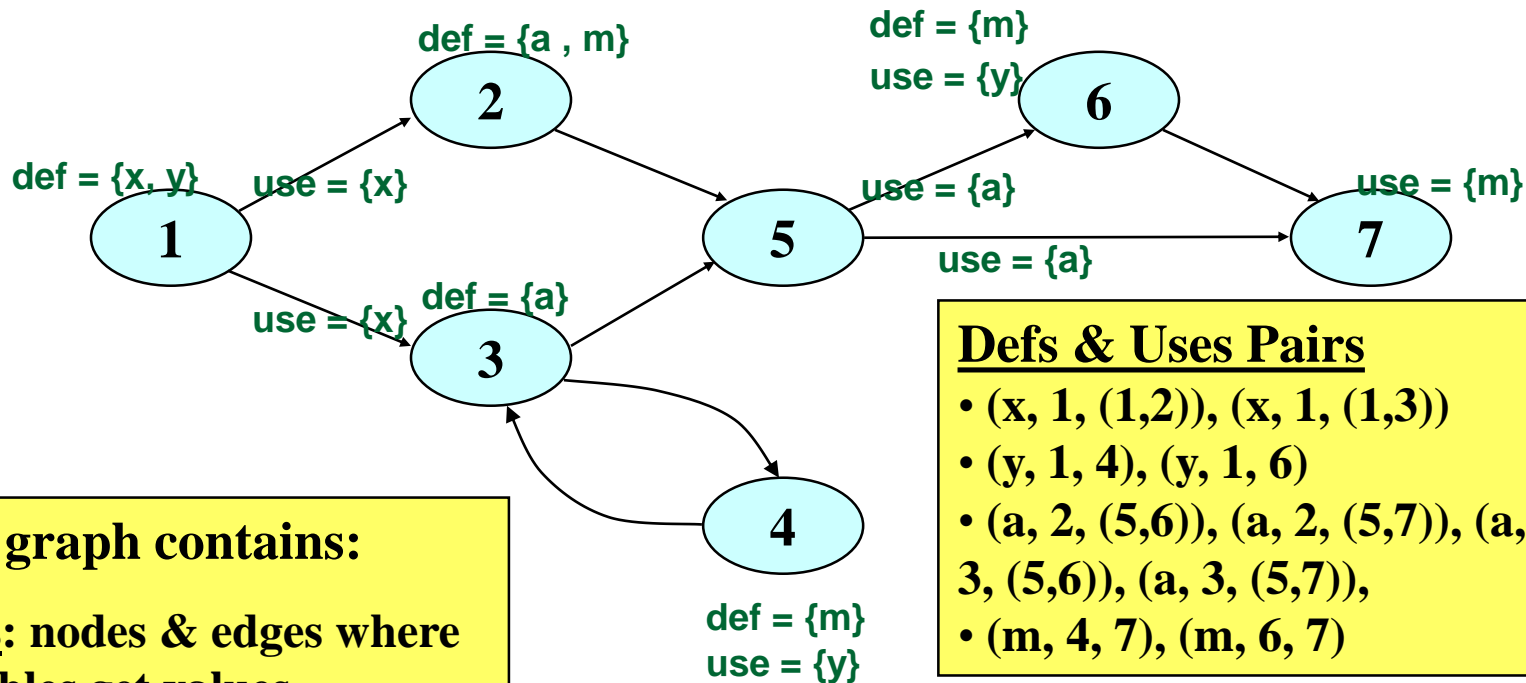 def = {a , m}
2
def = {m}
use = {y}
6
def = {x, y}
use = {x}
1
use = {x}
def = {a}
3
5
use = {a}
use = {a}
use = {m}
7
4
def = {m}
use = {y}
graph contains:
: nodes & edges where
get values
Defs & Uses Pairs
• (x, 1, (1,2)), (x, 1, (1,3))
• (y, 1, 4), (y, 1, 6)
• (a, 2, (5,6)), (a, 2, (5,7)), (a,
3, (5,6)), (a, 3, (5,7)),
• (m, 4, 7), (m, 6, 7)